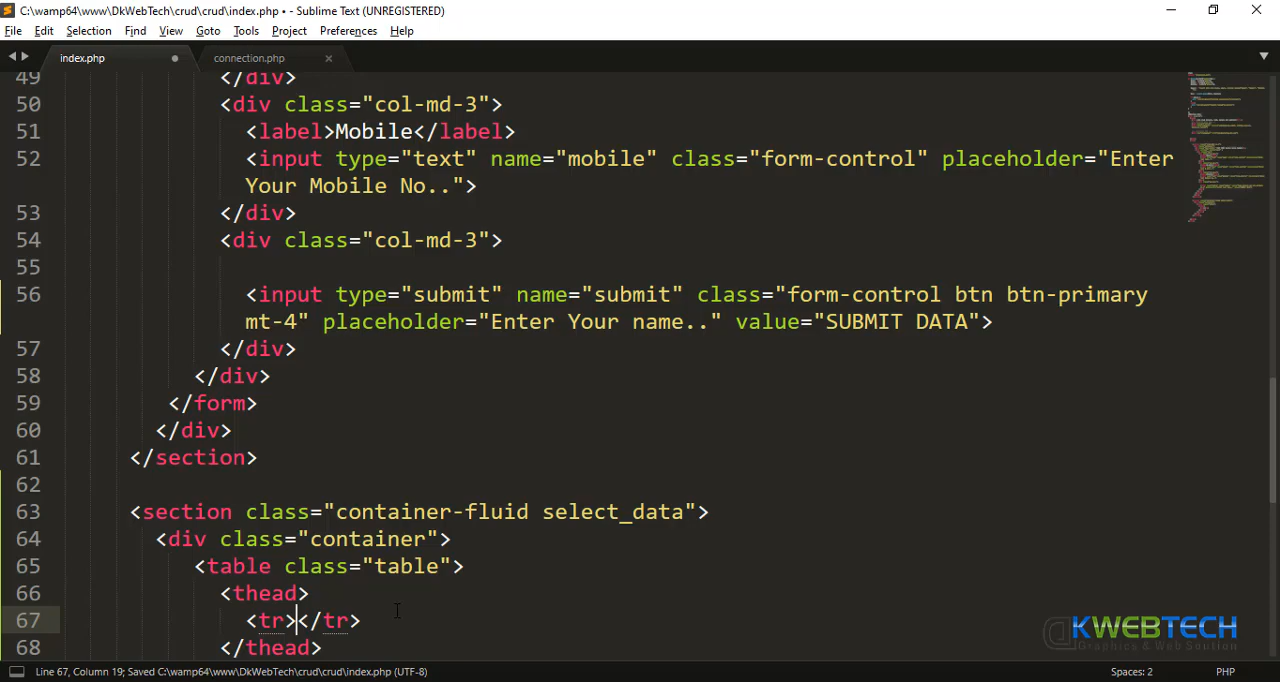 C:\wamp64\www\DkWebTech\crud\crud\index.php • - Sublime Text (UNREGISTERED)
File Edit Selection Find View Goto Tools Project Preferences Help
index.php connection.php
49 </div>
50 <div class="col-md-3">
51 <label>Mobile</label>
52 <input type="text" name="mobile" class="form-control" placeholder="Enter
Your Mobile No..">
53 </div>
54 <div class="col-md-3">
55
56 <input type="submit" name="submit" class="form-control btn btn-primary
mt-4" placeholder="Enter Your name.." value="SUBMIT DATA">
57 </div>
58 </div>
59 </form>
60 </div>
61 </section>
62
63 <section class="container-fluid select_data">
64 <div class="container">
65 <table class="table">
66 <thead>
67 <tr></tr>
68 </thead>
DKWEBTECH
Graphics & Web Solution
Line 67, Column 19; Saved C:\wamp64\www\DkWebTech\crud\crud\index.php (UTF-8) Spaces: 2 PHP